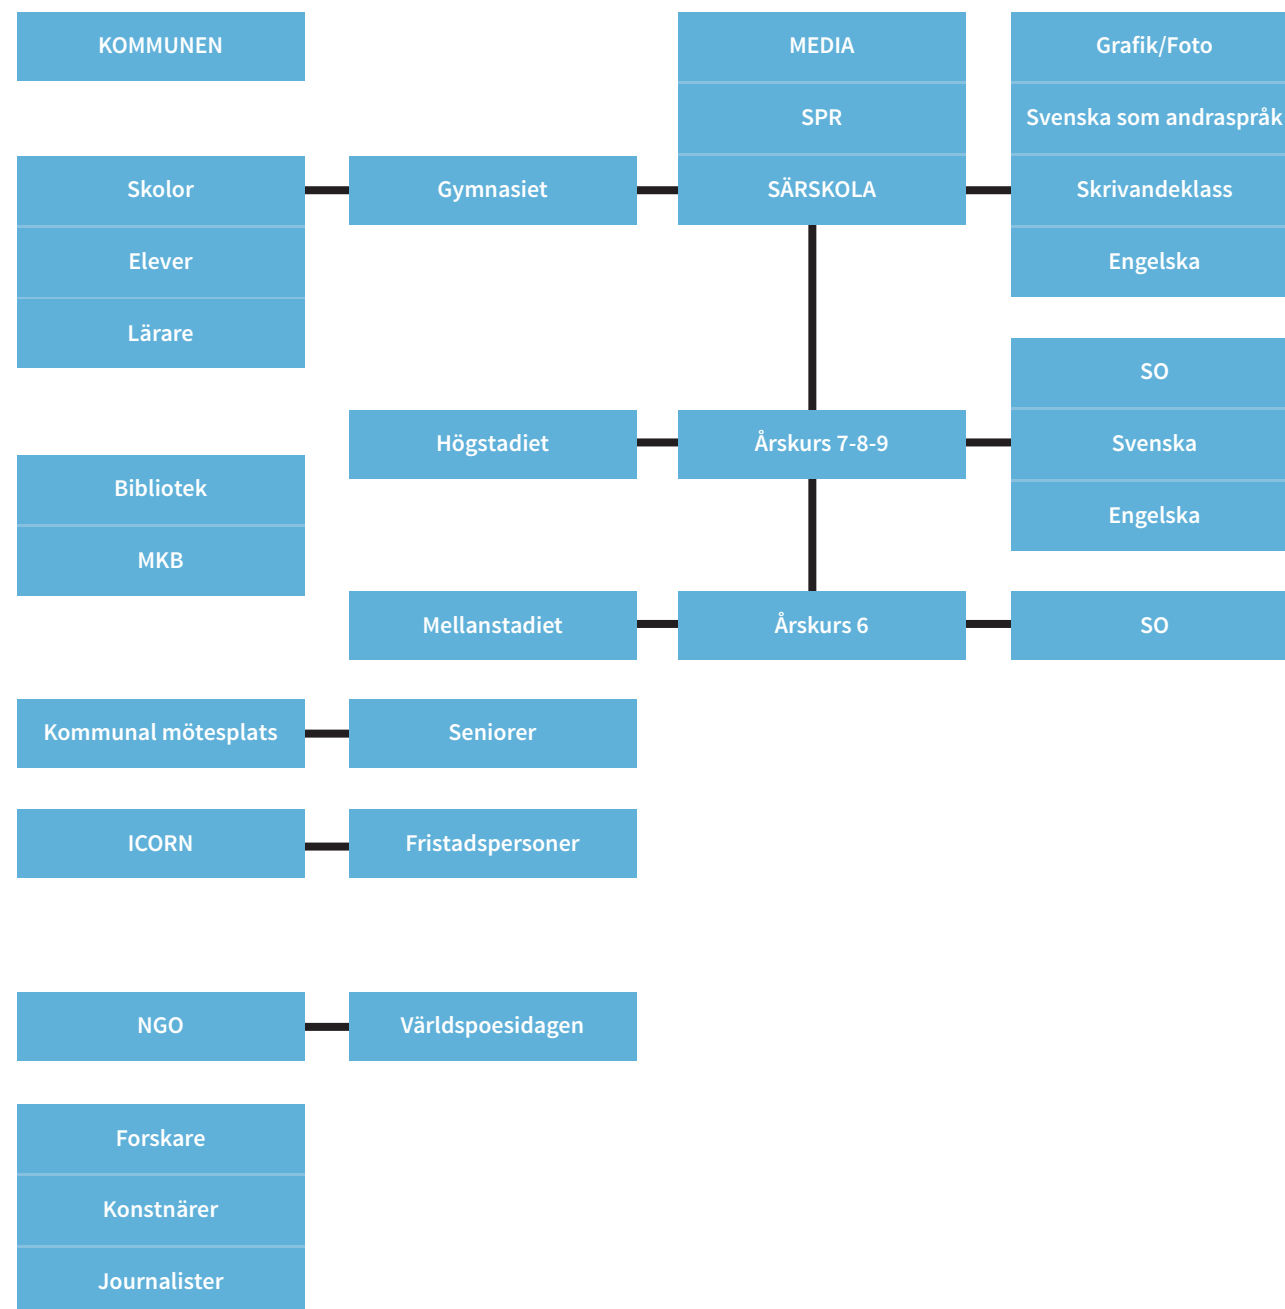 KOMMUNEN
MEDIA
Grafik/Foto
SPR
Svenska som andraspråk
Skolor
Gymnasiet
SÄRSKOLA
Skrivandeklass
Elever
Engelska
Lärare
SO
Högstadiet
Årskurs 7-8-9
Svenska
Bibliotek
Engelska
MKB
Mellanstadiet
Årskurs 6
SO
Kommunal mötesplats
Seniorer
ICORN
Fristadspersoner
NGO
Världspoesidagen
Forskare
Konstnärer
Journalister